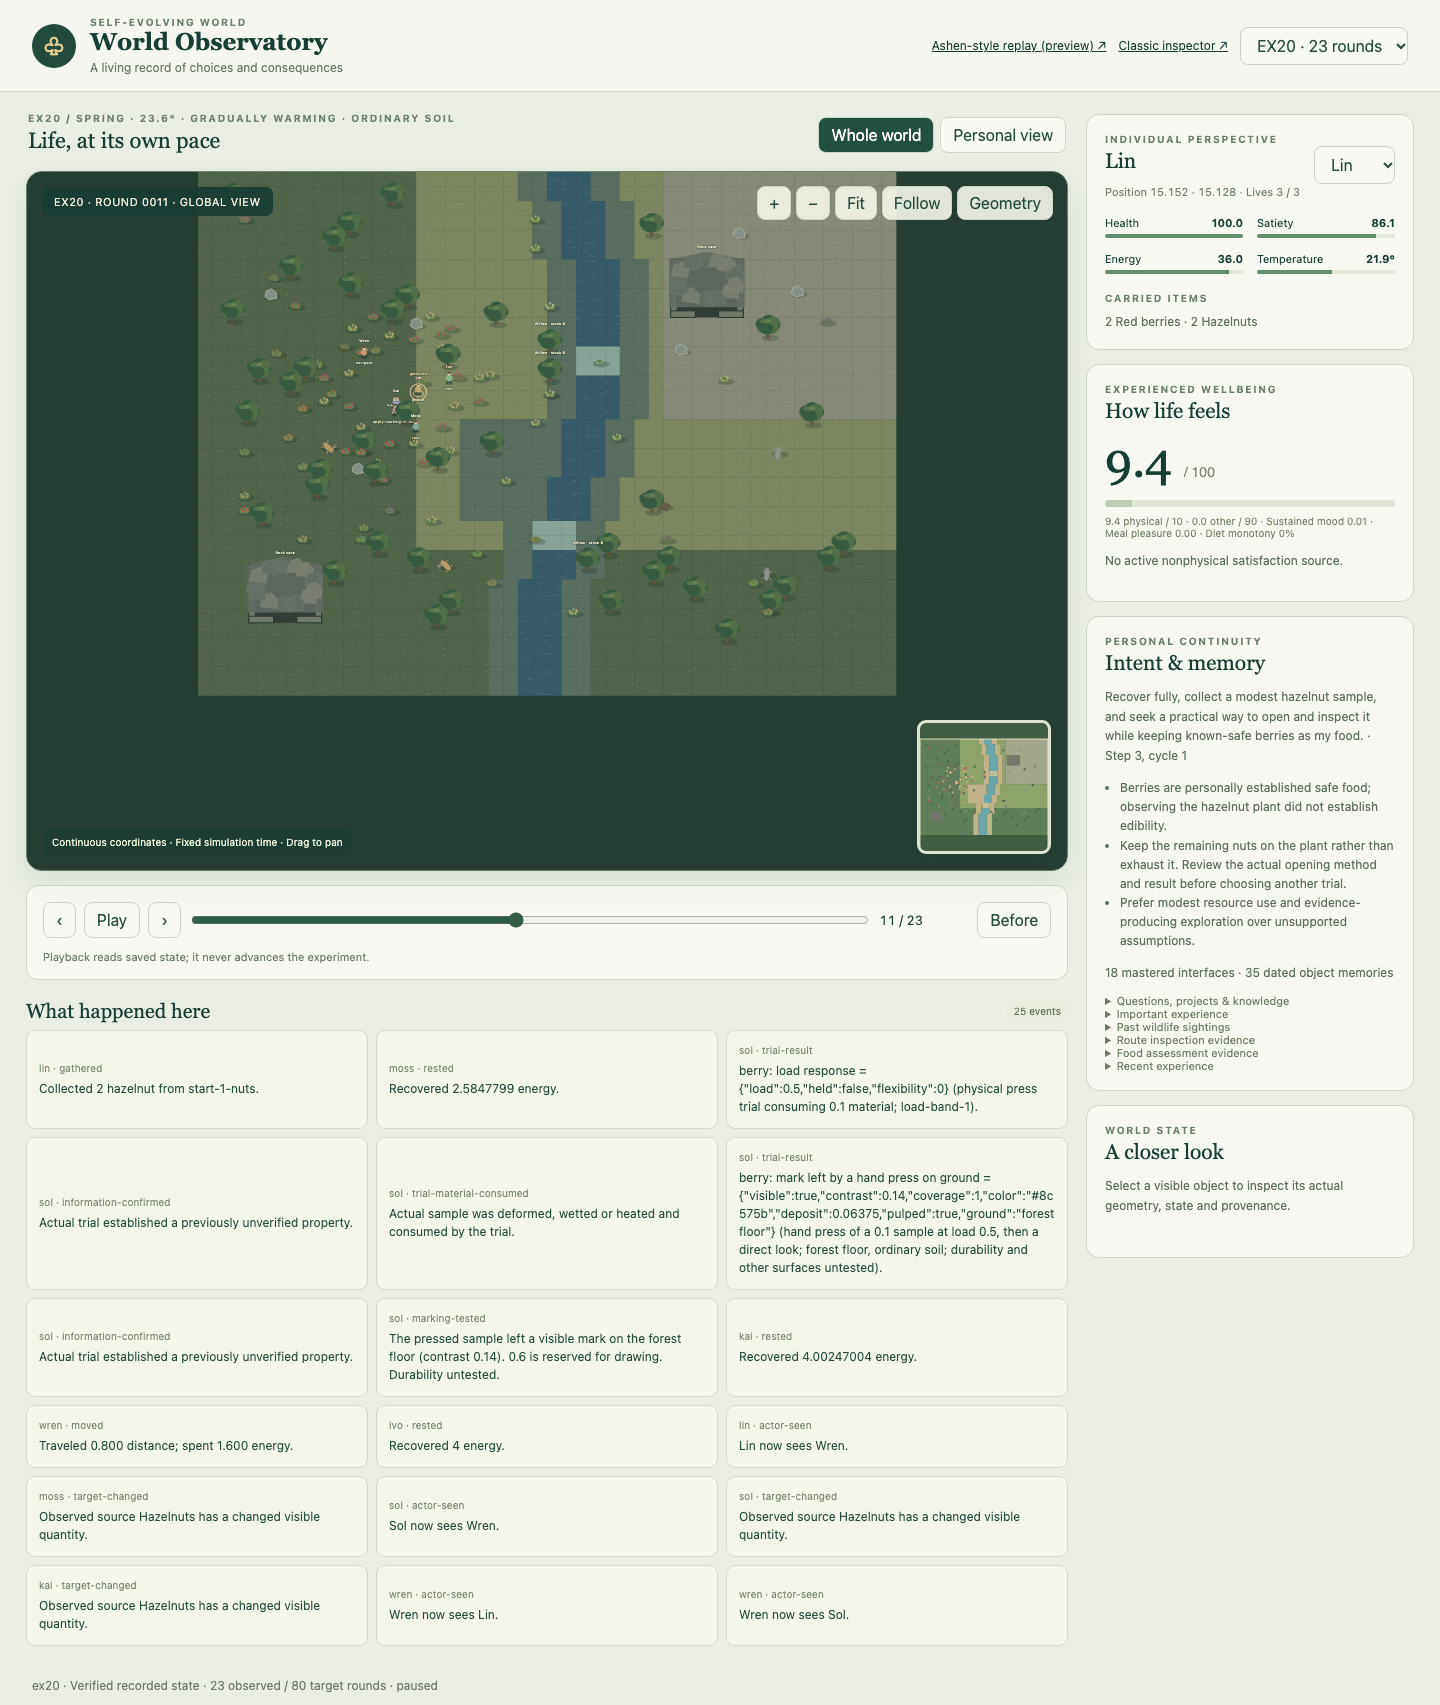 SELF-EVOLVING WORLD
World Observatory
A living record of choices and consequences
Ashen-style replay (preview) ↗
Classic inspector ↗
EX20 · 23 rounds
EX20 / SPRING · 23.6° · GRADUALLY WARMING · ORDINARY SOIL
Life, at its own pace
Whole world
Personal view
EX20 · ROUND 0011 · GLOBAL VIEW
+
−
Fit
Follow
Geometry
Rock cave
Willow · stock 8
Willow · stock 8
Wren
navigate
Ivo
rest
Lin
Kai
Moss
rest
Willow · stock 8
Rock cave
Continuous coordinates · Fixed simulation time · Drag to pan
‹
Play
›
11 / 23
Before
Playback reads saved state; it never advances the experiment.
What happened here
25 events
lin · gathered
Collected 2 hazelnut from start-1-nuts.
moss · rested
Recovered 2.5847799 energy.
sol · trial-result
berry: load response =
{"load":0.5,"held":false,"flexibility":0} (physical press
trial consuming 0.1 material; load-band-1).
sol · information-confirmed
Actual trial established a previously unverified property.
sol · trial-material-consumed
Actual sample was deformed, wetted or heated and
consumed by the trial.
sol · trial-result
berry: mark left by a hand press on ground =
{"visible":true,"contrast":0.14,"coverage":1,"color":"#8c
575b","deposit":0.06375,"pulped":true,"ground":"forest
floor"} (hand press of a 0.1 sample at load 0.5, then a
direct look; forest floor, ordinary soil; durability and
other surfaces untested).
sol · information-confirmed
Actual trial established a previously unverified property.
sol · marking-tested
The pressed sample left a visible mark on the forest
floor (contrast 0.14). 0.6 is reserved for drawing.
Durability untested.
kai · rested
Recovered 4.00247004 energy.
wren · moved
Traveled 0.800 distance; spent 1.600 energy.
ivo · rested
Recovered 4 energy.
lin · actor-seen
Lin now sees Wren.
moss · target-changed
Observed source Hazelnuts has a changed visible
quantity.
sol · actor-seen
Sol now sees Wren.
sol · target-changed
Observed source Hazelnuts has a changed visible
quantity.
kai · target-changed
Observed source Hazelnuts has a changed visible
quantity.
wren · actor-seen
Wren now sees Lin.
wren · actor-seen
Wren now sees Sol.
ex20 · Verified recorded state · 23 observed / 80 target rounds · paused
INDIVIDUAL PERSPECTIVE
Lin
Lin
Position 15.152 · 15.128 · Lives 3 / 3
Health 100.0
Satiety 86.1
Energy 36.0
Temperature 21.9°
CARRIED ITEMS
2 Red berries · 2 Hazelnuts
EXPERIENCED WELLBEING
How life feels
9.4 / 100
9.4 physical / 10 · 0.0 other / 90 · Sustained mood 0.01 ·
Meal pleasure 0.00 · Diet monotony 0%
No active nonphysical satisfaction source.
PERSONAL CONTINUITY
Intent & memory
Recover fully, collect a modest hazelnut sample,
and seek a practical way to open and inspect it
while keeping known-safe berries as my food. ·
Step 3, cycle 1
• Berries are personally established safe food;
observing the hazelnut plant did not establish
edibility.
• Keep the remaining nuts on the plant rather than
exhaust it. Review the actual opening method
and result before choosing another trial.
• Prefer modest resource use and evidence-
producing exploration over unsupported
assumptions.
18 mastered interfaces · 35 dated object memories
▶ Questions, projects & knowledge
▶ Important experience
▶ Past wildlife sightings
▶ Route inspection evidence
▶ Food assessment evidence
▶ Recent experience
WORLD STATE
A closer look
Select a visible object to inspect its actual
geometry, state and provenance.